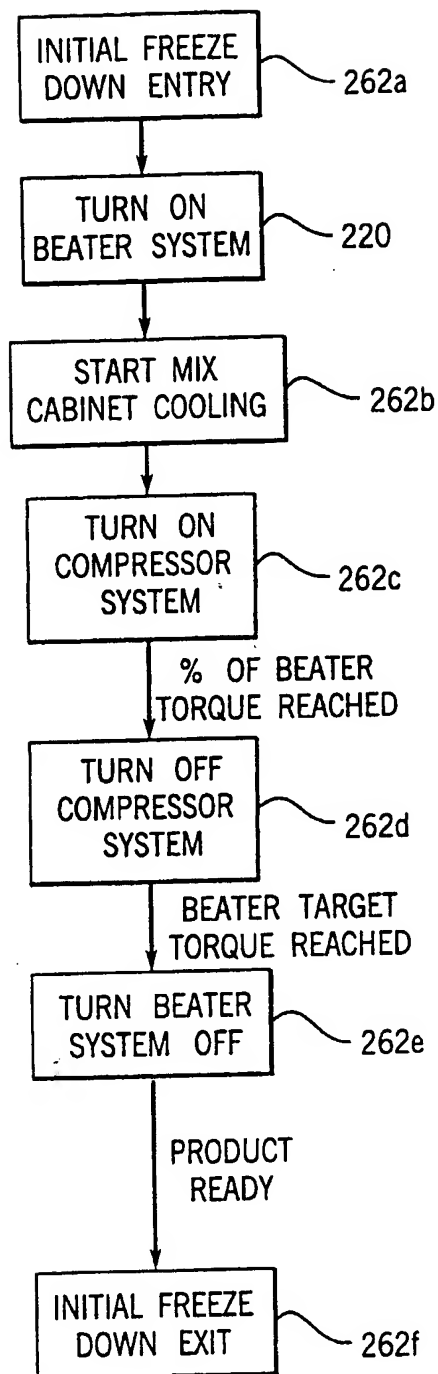 INITIAL FREEZE
DOWN ENTRY
262a
TURN ON
BEATER SYSTEM
220
START MIX
CABINET COOLING
262b
TURN ON
COMPRESSOR
SYSTEM
262c
% OF BEATER
TORQUE REACHED
TURN OFF
COMPRESSOR
SYSTEM
262d
BEATER TARGET
TORQUE REACHED
TURN BEATER
SYSTEM OFF
262e
PRODUCT
READY
INITIAL FREEZE
DOWN EXIT
262f